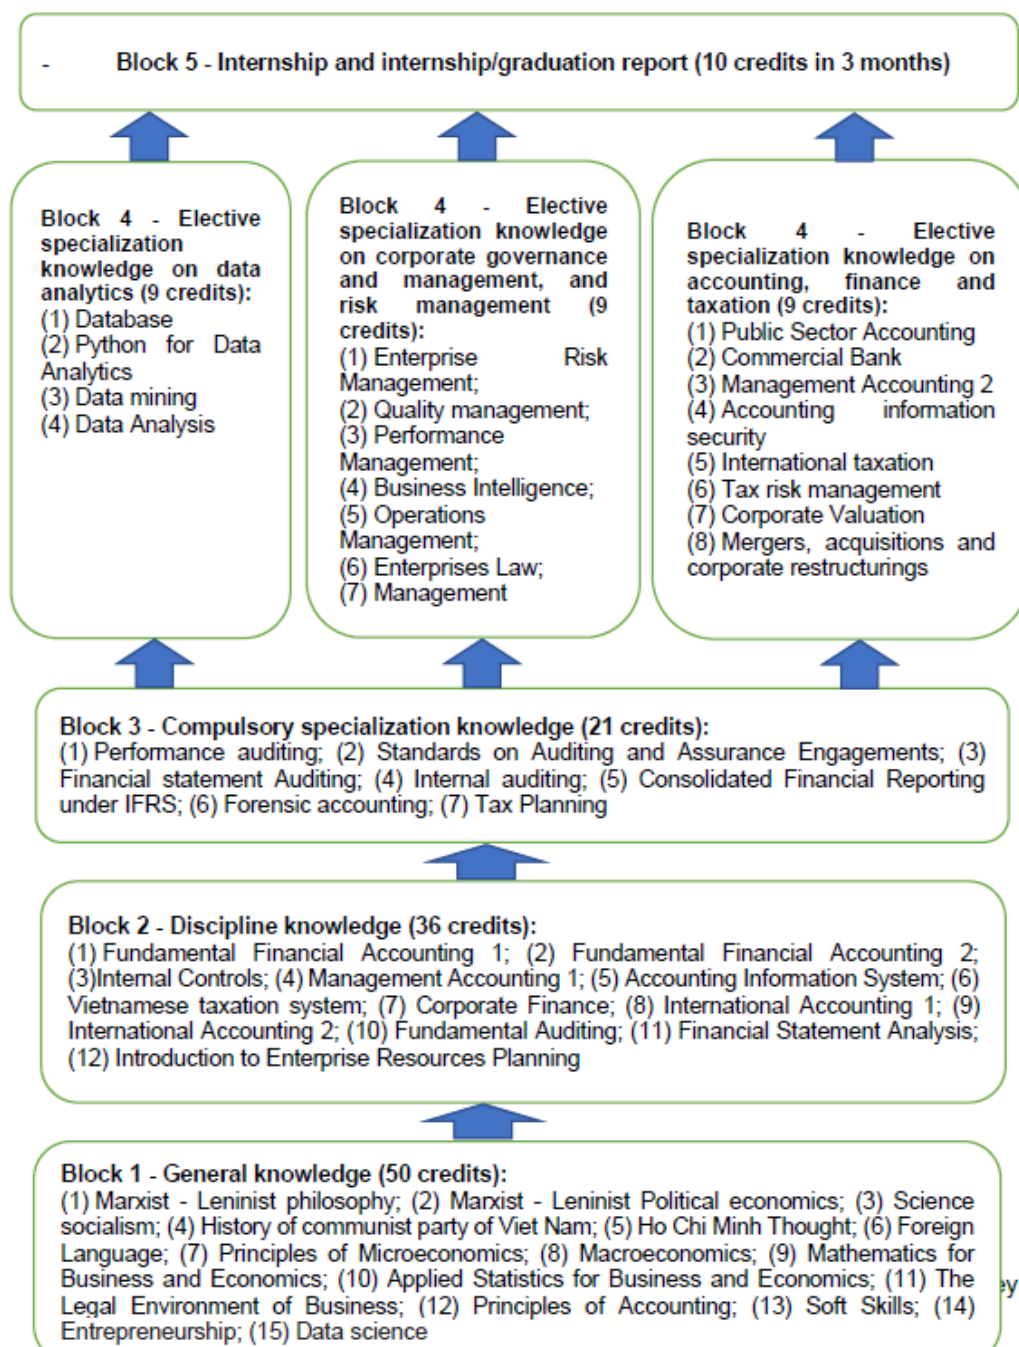 - Block 5 - Internship and internship/graduation report (10 credits in 3 months)
Block 4 - Elective
specialization
knowledge on data
analytics (9 credits):
(1) Database
(2) Python for Data
Analytics
(3) Data mining
(4) Data Analysis
Block 4 - Elective
specialization knowledge
on corporate governance
and management, and
risk management (9
credits):
(1) Enterprise Risk
Management;
(2) Quality management;
(3) Performance
Management;
(4) Business Intelligence;
(5) Operations
Management;
(6) Enterprises Law;
(7) Management
Block 4 - Elective
specialization knowledge on
accounting, finance and
taxation (9 credits):
(1) Public Sector Accounting
(2) Commercial Bank
(3) Management Accounting 2
(4) Accounting information
security
(5) International taxation
(6) Tax risk management
(7) Corporate Valuation
(8) Mergers, acquisitions and
corporate restructurings
Block 3 - Compulsory specialization knowledge (21 credits):
(1) Performance auditing; (2) Standards on Auditing and Assurance Engagements; (3)
Financial statement Auditing; (4) Internal auditing; (5) Consolidated Financial Reporting
under IFRS; (6) Forensic accounting; (7) Tax Planning
Block 2 - Discipline knowledge (36 credits):
(1) Fundamental Financial Accounting 1; (2) Fundamental Financial Accounting 2;
(3)Internal Controls; (4) Management Accounting 1; (5) Accounting Information System; (6)
Vietnamese taxation system; (7) Corporate Finance; (8) International Accounting 1; (9)
International Accounting 2; (10) Fundamental Auditing; (11) Financial Statement Analysis;
(12) Introduction to Enterprise Resources Planning
Block 1 - General knowledge (50 credits):
(1) Marxist - Leninist philosophy; (2) Marxist - Leninist Political economics; (3) Science
socialism; (4) History of communist party of Viet Nam; (5) Ho Chi Minh Thought; (6) Foreign
Language; (7) Principles of Microeconomics; (8) Macroeconomics; (9) Mathematics for
Business and Economics; (10) Applied Statistics for Business and Economics; (11) The
Legal Environment of Business; (12) Principles of Accounting; (13) Soft Skills; (14)
Entrepreneurship; (15) Data science